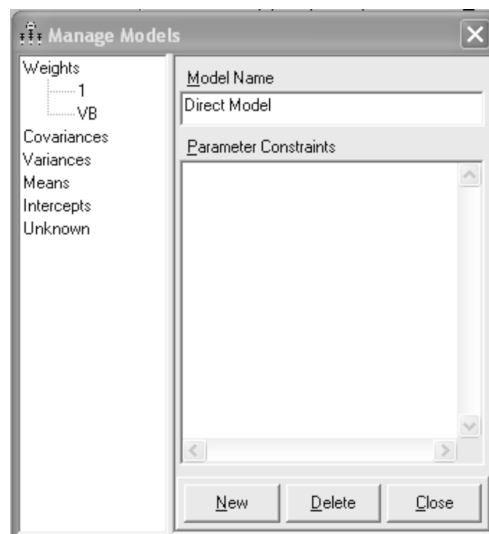 Manage Models
Weights
1
VB
Covariances
Variances
Means
Intercepts
Unknown
Model Name
Direct Model
Parameter Constraints
New
Delete
Close